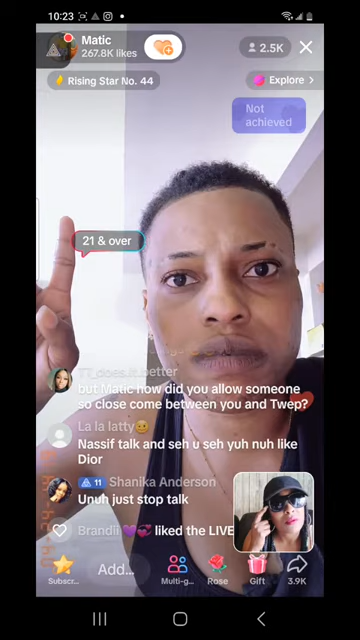 10:23
Matic
267.8K likes
2.5K
Rising Star No. 44
Explore >
Not
achieved
21 & over
TT_does.it.better
but Matic how did you allow someone
so close come between you and Twep?
La la latty
Nassif talk and seh u seh yuh nuh like
Dior
11 Shanika Anderson
Unuh just stop talk
Brandii liked the LIVE
Subscr...
Add...
Multi-g...
Rose
Gift
3.9K